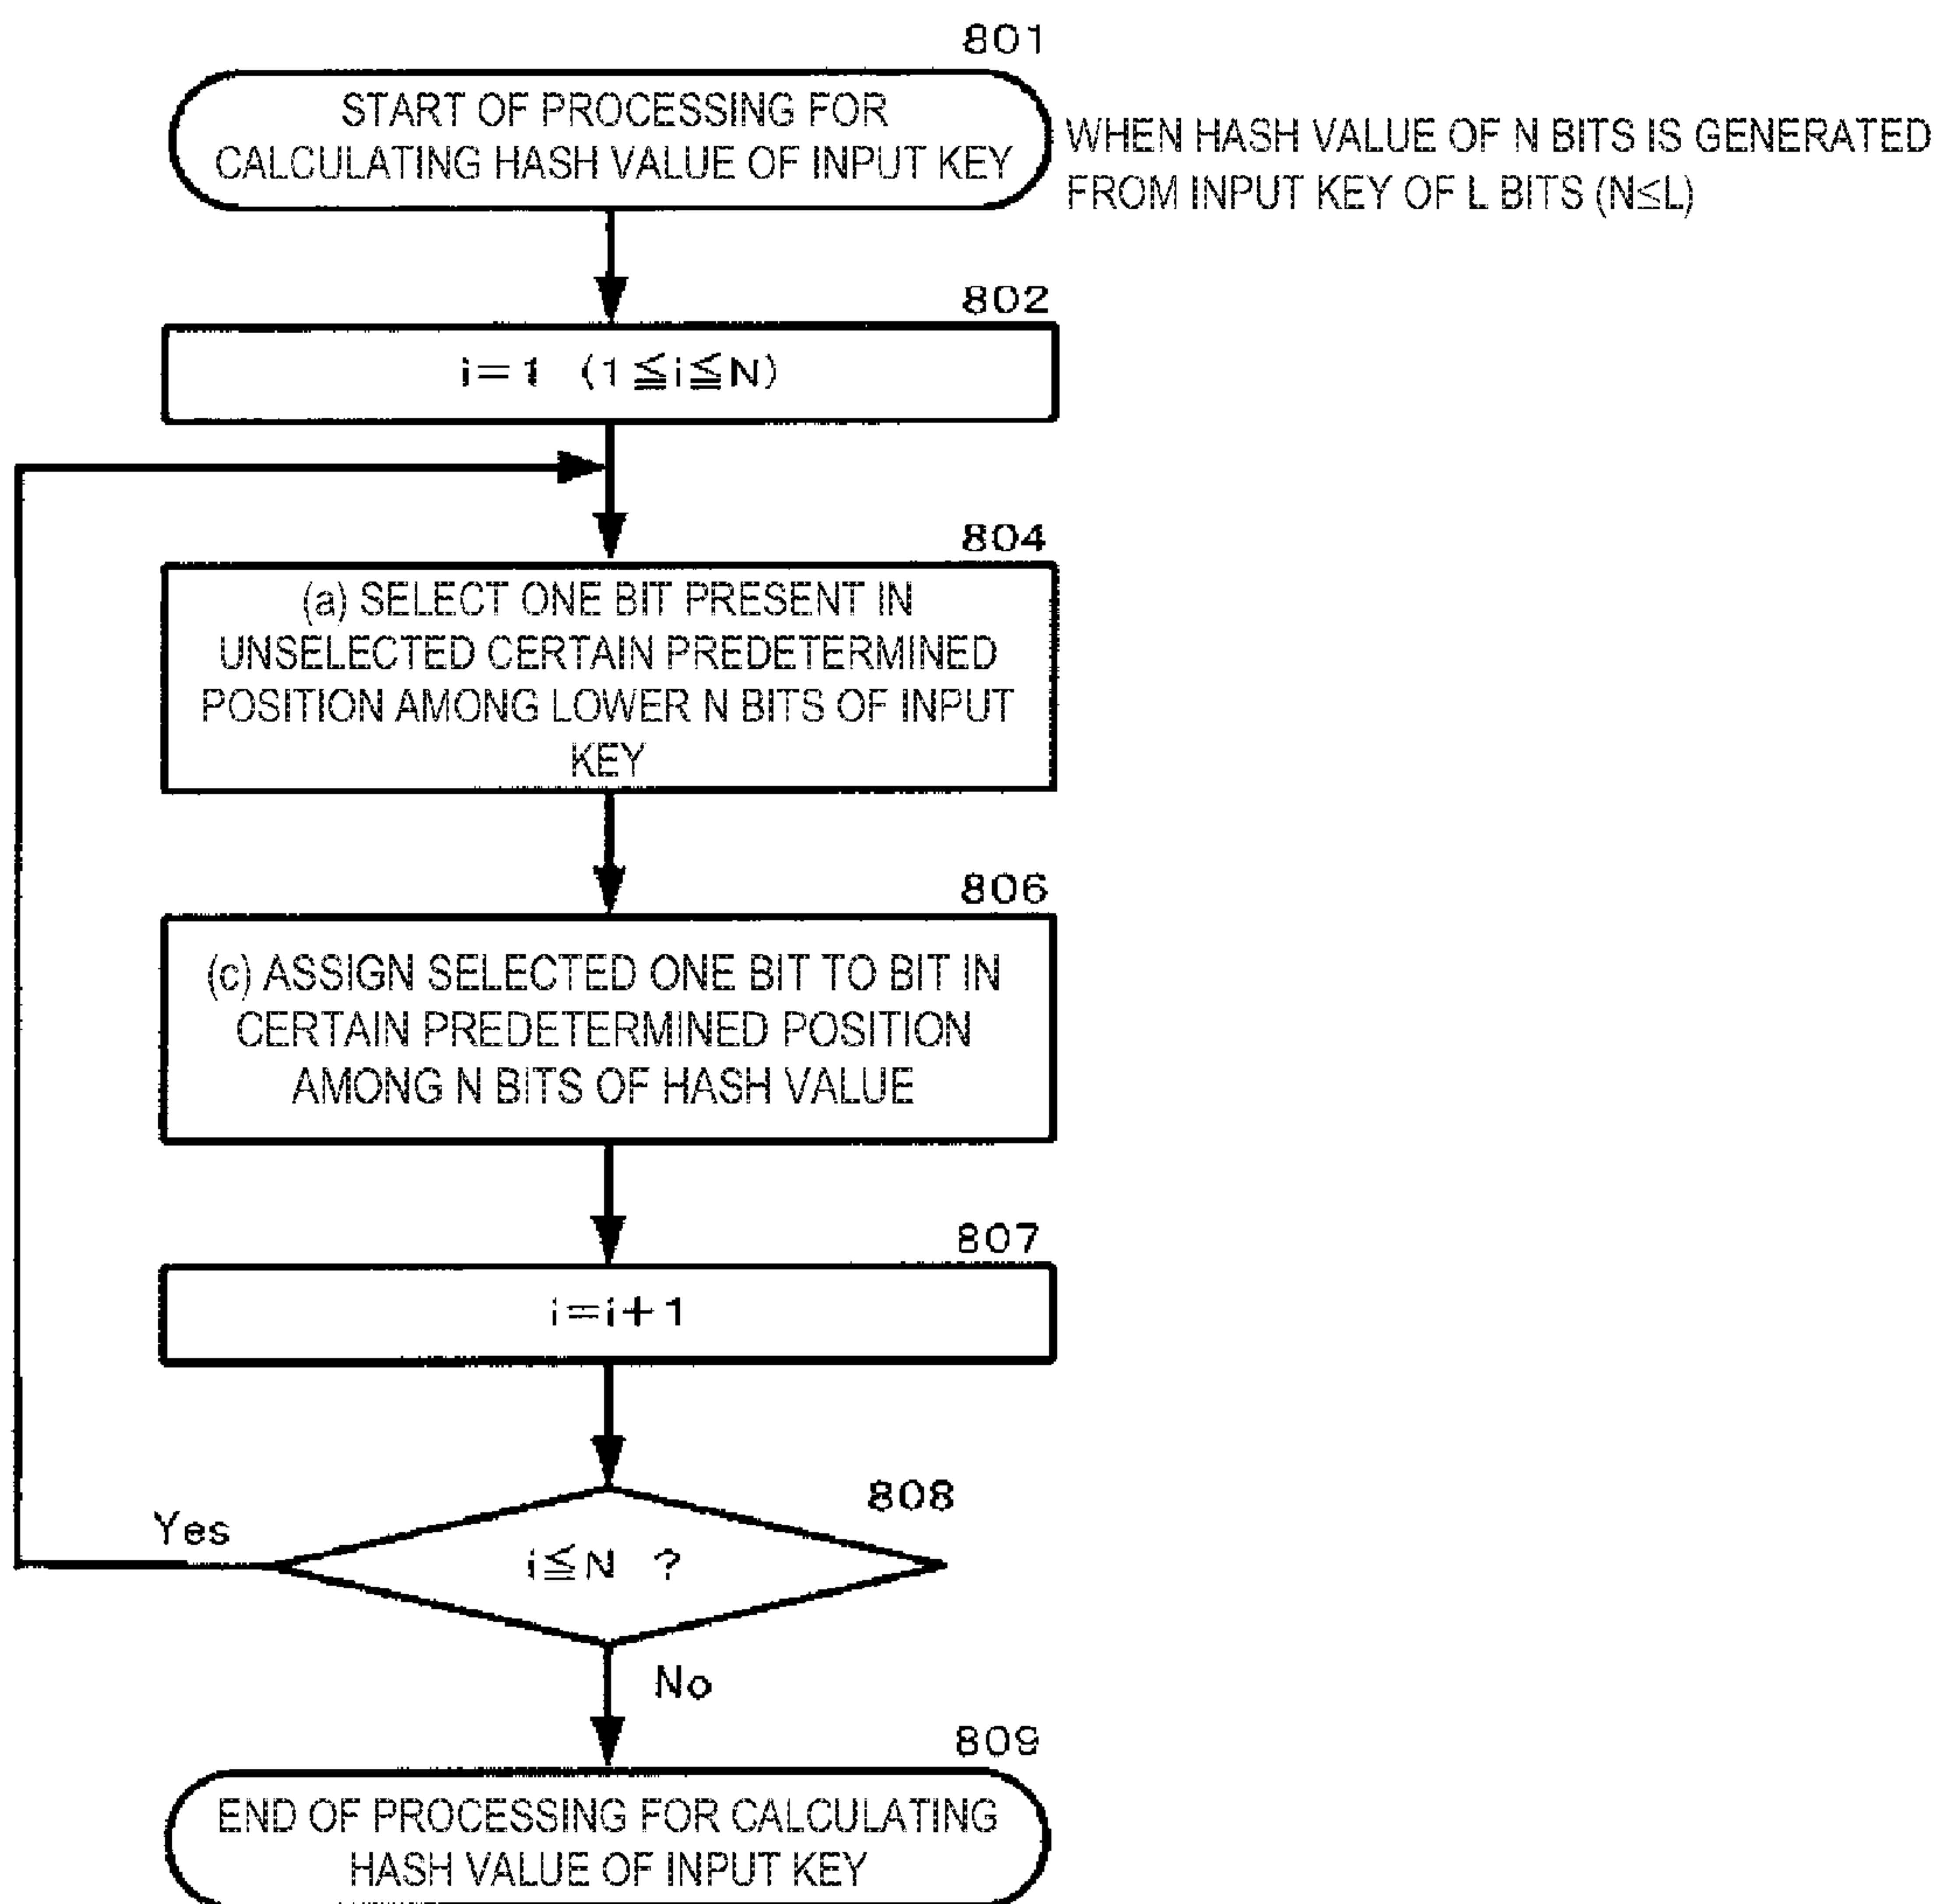 801
START OF PROCESSING FOR
CALCULATING HASH VALUE OF INPUT KEY
WHEN HASH VALUE OF N BITS IS GENERATED
FROM INPUT KEY OF L BITS (N≤L)
802
i=1 (1≦i≦N)
804
(a) SELECT ONE BIT PRESENT IN
UNSELECTED CERTAIN PREDETERMINED
POSITION AMONG LOWER N BITS OF INPUT
KEY
806
(c) ASSIGN SELECTED ONE BIT TO BIT IN
CERTAIN PREDETERMINED POSITION
AMONG N BITS OF HASH VALUE
807
i=i+1
808
Yes
i≦N ?
No
809
END OF PROCESSING FOR CALCULATING
HASH VALUE OF INPUT KEY